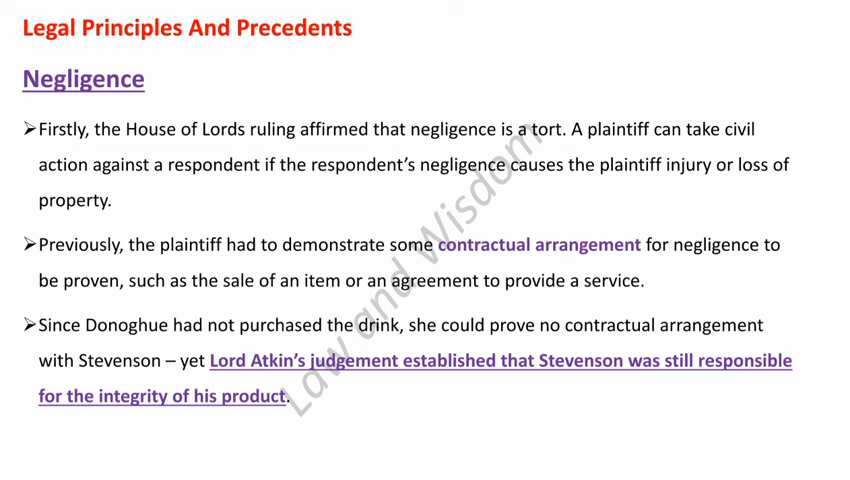 Legal Principles And Precedents
Negligence
➢Firstly, the House of Lords ruling affirmed that negligence is a tort. A plaintiff can take civil
action against a respondent if the respondent's negligence causes the plaintiff injury or loss of
property.
➢Previously, the plaintiff had to demonstrate some contractual arrangement for negligence to
be proven, such as the sale of an item or an agreement to provide a service.
➢Since Donoghue had not purchased the drink, she could prove no contractual arrangement
with Stevenson – yet Lord Atkin's judgement established that Stevenson was still responsible
for the integrity of his product.
Law and Wisdom